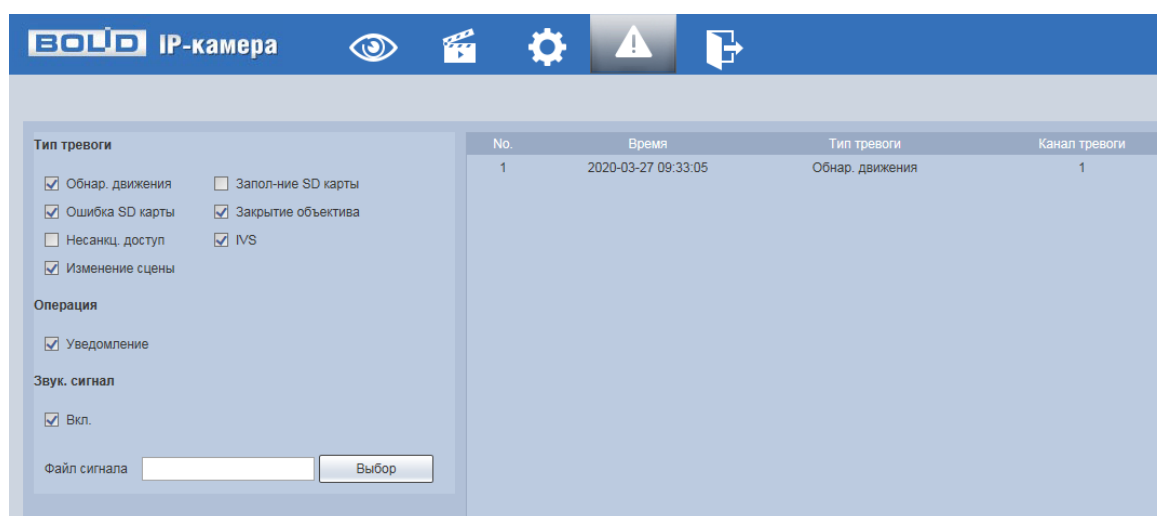 BOLID IP-камера
Тип тревоги
Обнар. движения Запол-ние SD карты
Ошибка SD карты Закрытие объектива
Несанкц. доступ IVS
Изменение сцены
Операция
Уведомление
Звук. сигнал
Вкл.
Файл сигнала Выбор
No. Время Тип тревоги Канал тревоги
1 2020-03-27 09:33:05 Обнар. движения 1